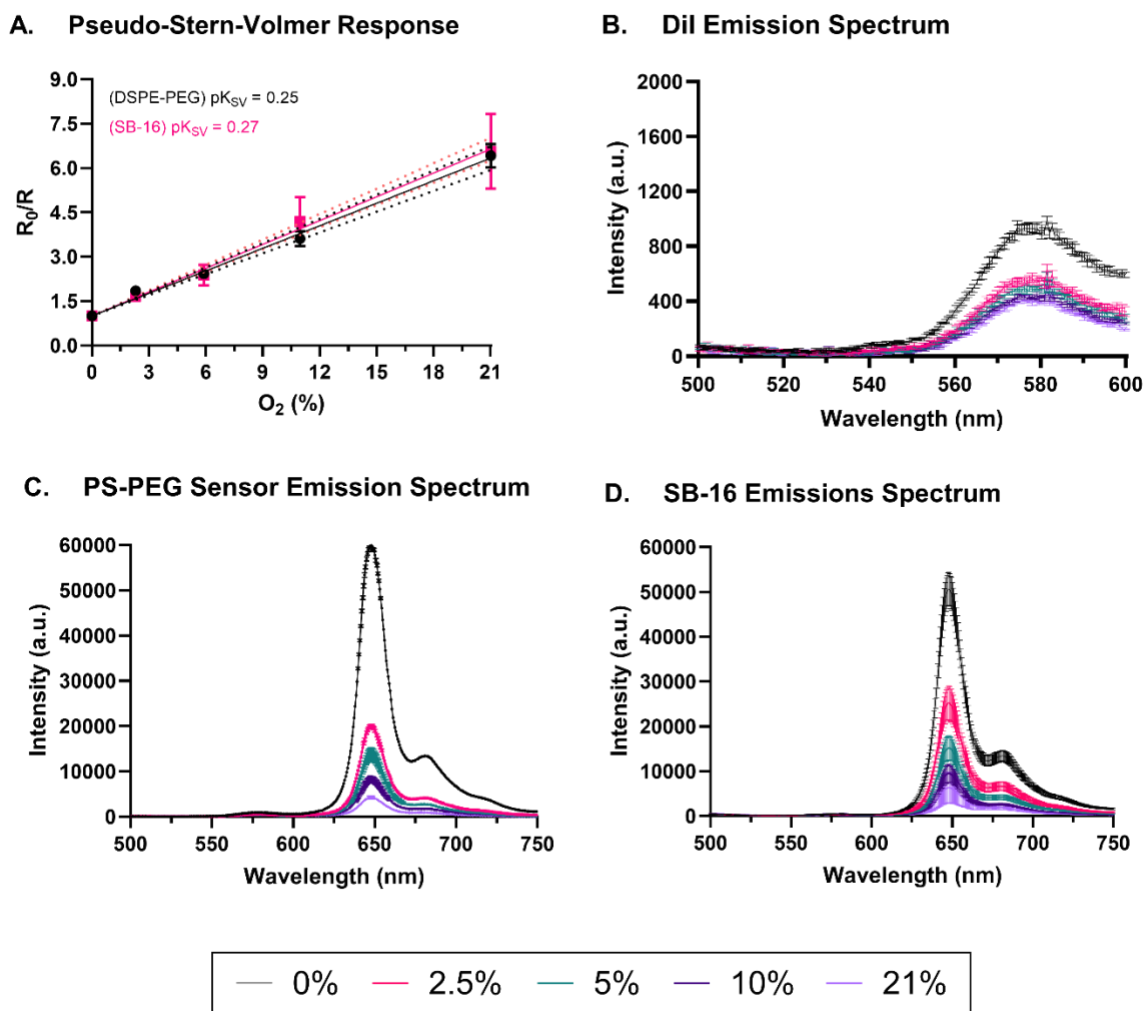 A. Pseudo-Stern-Volmer Response
R0/R
9.0
7.5
6.0
4.5
3.0
1.5
0.0
(DSPE-PEG) pKSV = 0.25
(SB-16) pKSV = 0.27
0 3 6 9 12 15 18 21
O2 (%)
B. DiI Emission Spectrum
Intensity (a.u.)
2000
1600
1200
800
400
0
500 520 540 560 580 600
Wavelength (nm)
C. PS-PEG Sensor Emission Spectrum
Intensity (a.u.)
60000
50000
40000
30000
20000
10000
0
500 550 600 650 700 750
Wavelength (nm)
D. SB-16 Emissions Spectrum
Intensity (a.u.)
60000
50000
40000
30000
20000
10000
0
500 550 600 650 700 750
Wavelength (nm)
0% 2.5% 5% 10% 21%